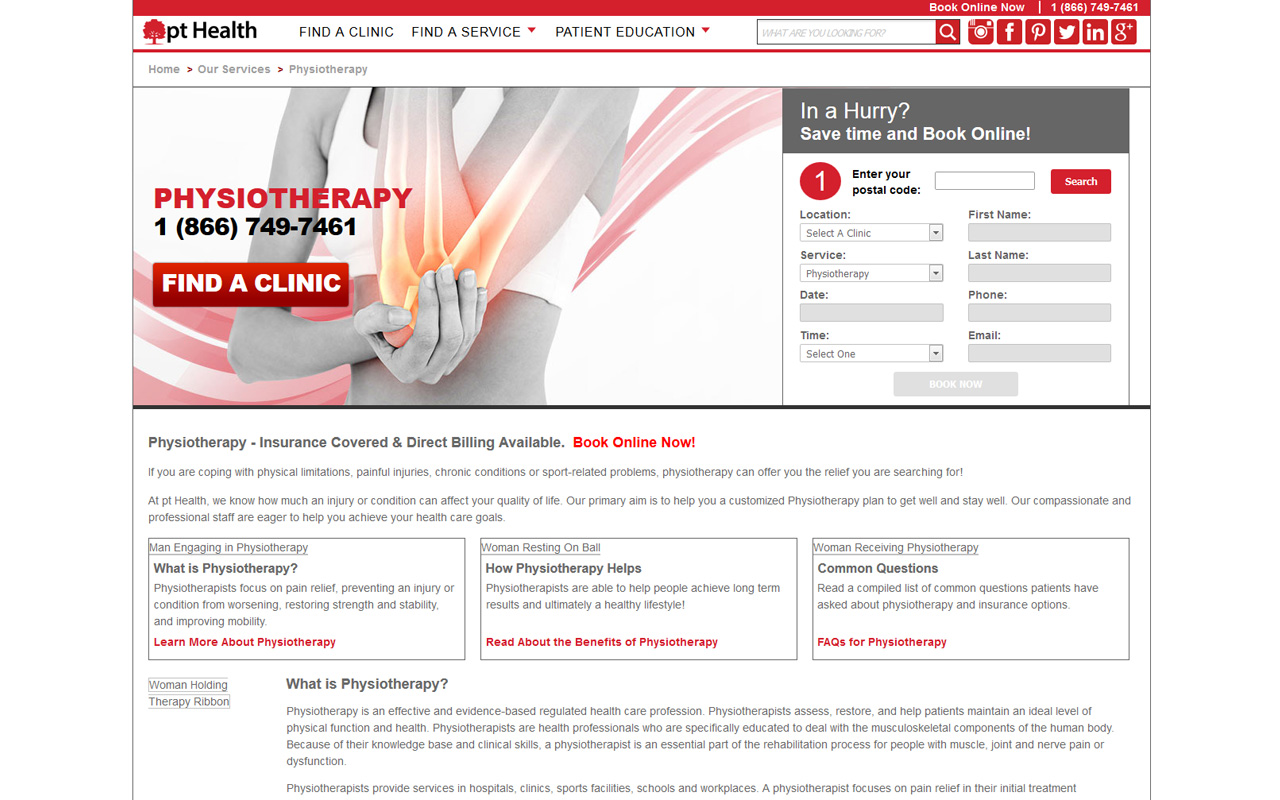 Book Online Now | 1 (866) 749-7461
pt Health
FIND A CLINIC FIND A SERVICE PATIENT EDUCATION
WHAT ARE YOU LOOKING FOR?
Home > Our Services > Physiotherapy
PHYSIOTHERAPY
1 (866) 749-7461
FIND A CLINIC
In a Hurry?
Save time and Book Online!
1
Enter your
postal code:
Search
Location: First Name:
Select A Clinic
Service: Last Name:
Physiotherapy
Date: Phone:
Time: Email:
Select One
BOOK NOW
Physiotherapy - Insurance Covered & Direct Billing Available. Book Online Now!
If you are coping with physical limitations, painful injuries, chronic conditions or sport-related problems, physiotherapy can offer you the relief you are searching for!
At pt Health, we know how much an injury or condition can affect your quality of life. Our primary aim is to help you a customized Physiotherapy plan to get well and stay well. Our compassionate and
professional staff are eager to help you achieve your health care goals.
Man Engaging in Physiotherapy
What is Physiotherapy?
Physiotherapists focus on pain relief, preventing an injury or
condition from worsening, restoring strength and stability,
and improving mobility.
Learn More About Physiotherapy
Woman Resting On Ball
How Physiotherapy Helps
Physiotherapists are able to help people achieve long term
results and ultimately a healthy lifestyle!
Read About the Benefits of Physiotherapy
Woman Receiving Physiotherapy
Common Questions
Read a compiled list of common questions patients have
asked about physiotherapy and insurance options.
FAQs for Physiotherapy
Woman Holding
Therapy Ribbon
What is Physiotherapy?
Physiotherapy is an effective and evidence-based regulated health care profession. Physiotherapists assess, restore, and help patients maintain an ideal level of
physical function and health. Physiotherapists are health professionals who are specifically educated to deal with the musculoskeletal components of the human body.
Because of their knowledge base and clinical skills, a physiotherapist is an essential part of the rehabilitation process for people with muscle, joint and nerve pain or
dysfunction.
Physiotherapists provide services in hospitals, clinics, sports facilities, schools and workplaces. A physiotherapist focuses on pain relief in their initial treatment